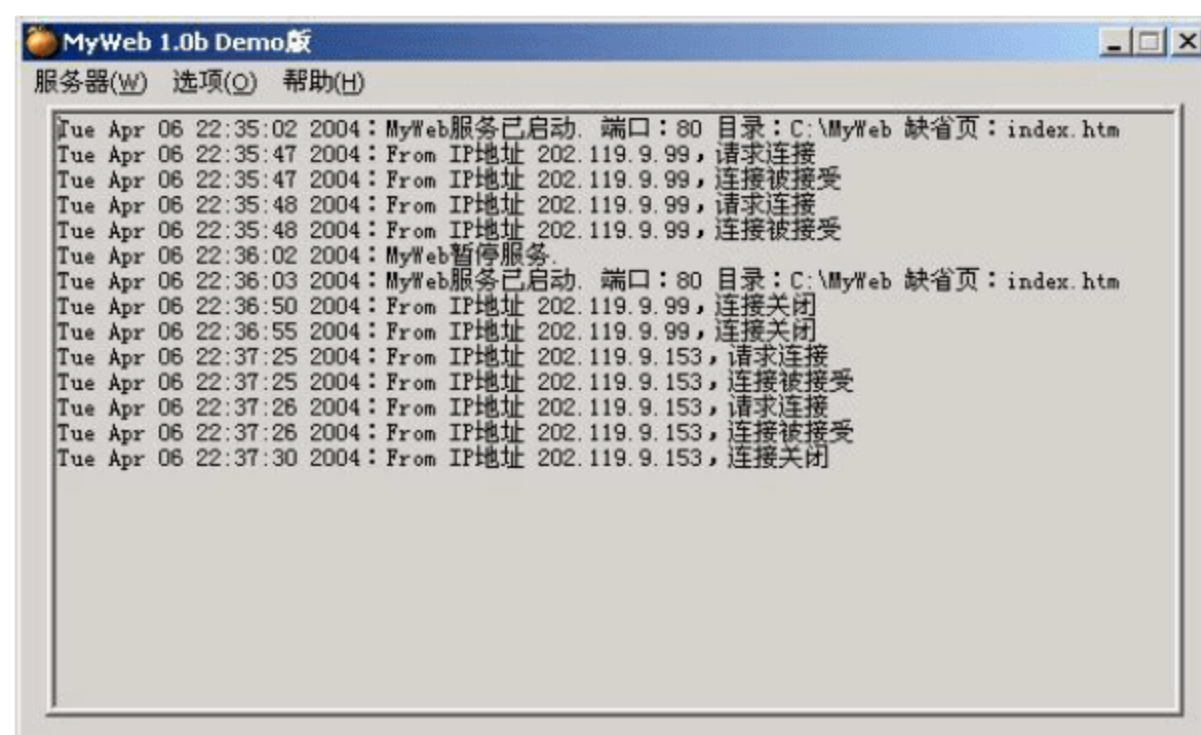 MyWeb 1.0b Demo版
服务器(W) 选项(O) 帮助(H)
Tue Apr 06 22:35:02 2004：MyWeb服务已启动. 端口：80 目录：C:\MyWeb 缺省页：index.htm
Tue Apr 06 22:35:47 2004：From IP地址 202.119.9.99，请求连接
Tue Apr 06 22:35:47 2004：From IP地址 202.119.9.99，连接被接受
Tue Apr 06 22:35:48 2004：From IP地址 202.119.9.99，请求连接
Tue Apr 06 22:35:48 2004：From IP地址 202.119.9.99，连接被接受
Tue Apr 06 22:36:02 2004：MyWeb暂停服务.
Tue Apr 06 22:36:03 2004：MyWeb服务已启动. 端口：80 目录：C:\MyWeb 缺省页：index.htm
Tue Apr 06 22:36:50 2004：From IP地址 202.119.9.99，连接关闭
Tue Apr 06 22:36:55 2004：From IP地址 202.119.9.99，连接关闭
Tue Apr 06 22:37:25 2004：From IP地址 202.119.9.153，请求连接
Tue Apr 06 22:37:25 2004：From IP地址 202.119.9.153，连接被接受
Tue Apr 06 22:37:26 2004：From IP地址 202.119.9.153，请求连接
Tue Apr 06 22:37:26 2004：From IP地址 202.119.9.153，连接被接受
Tue Apr 06 22:37:30 2004：From IP地址 202.119.9.153，连接关闭